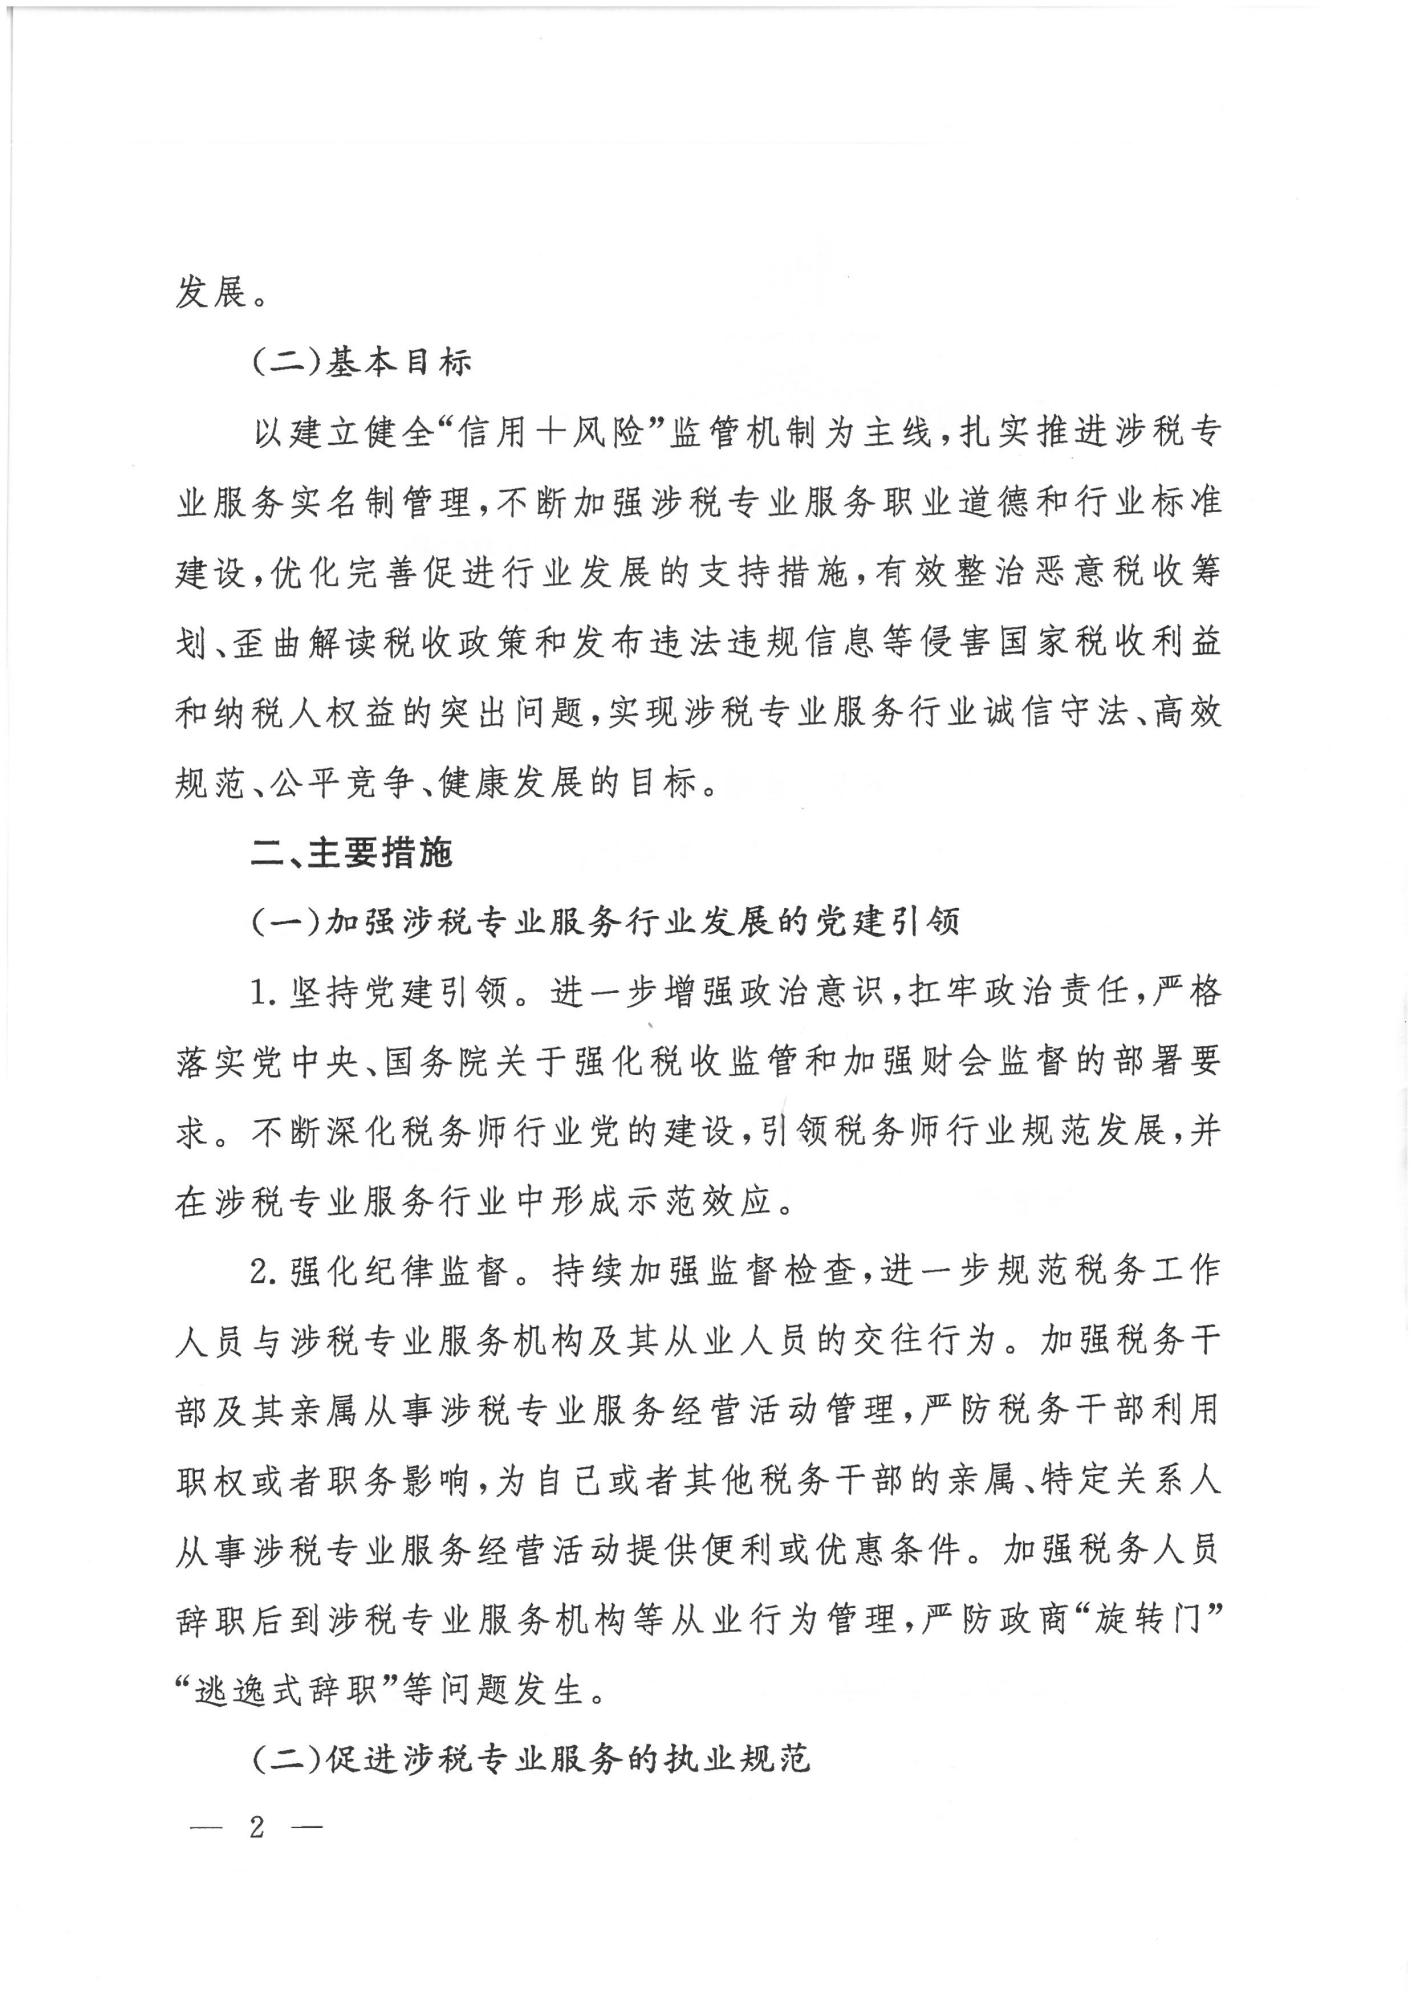 发展。
(二)基本目标
以建立健全“信用＋风险”监管机制为主线,扎实推进涉税专
业服务实名制管理,不断加强涉税专业服务职业道德和行业标准
建设,优化完善促进行业发展的支持措施,有效整治恶意税收筹
划、歪曲解读税收政策和发布违法违规信息等侵害国家税收利益
和纳税人权益的突出问题,实现涉税专业服务行业诚信守法、高效
规范、公平竞争、健康发展的目标。
二、主要措施
(一)加强涉税专业服务行业发展的党建引领
1. 坚持党建引领。进一步增强政治意识,扛牢政治责任,严格
落实党中央、国务院关于强化税收监管和加强财会监督的部署要
求。不断深化税务师行业党的建设,引领税务师行业规范发展,并
在涉税专业服务行业中形成示范效应。
2. 强化纪律监督。持续加强监督检查,进一步规范税务工作
人员与涉税专业服务机构及其从业人员的交往行为。加强税务干
部及其亲属从事涉税专业服务经营活动管理,严防税务干部利用
职权或者职务影响,为自己或者其他税务干部的亲属、特定关系人
从事涉税专业服务经营活动提供便利或优惠条件。加强税务人员
辞职后到涉税专业服务机构等从业行为管理,严防政商“旋转门”
“逃逸式辞职”等问题发生。
(二)促进涉税专业服务的执业规范
— 2 —